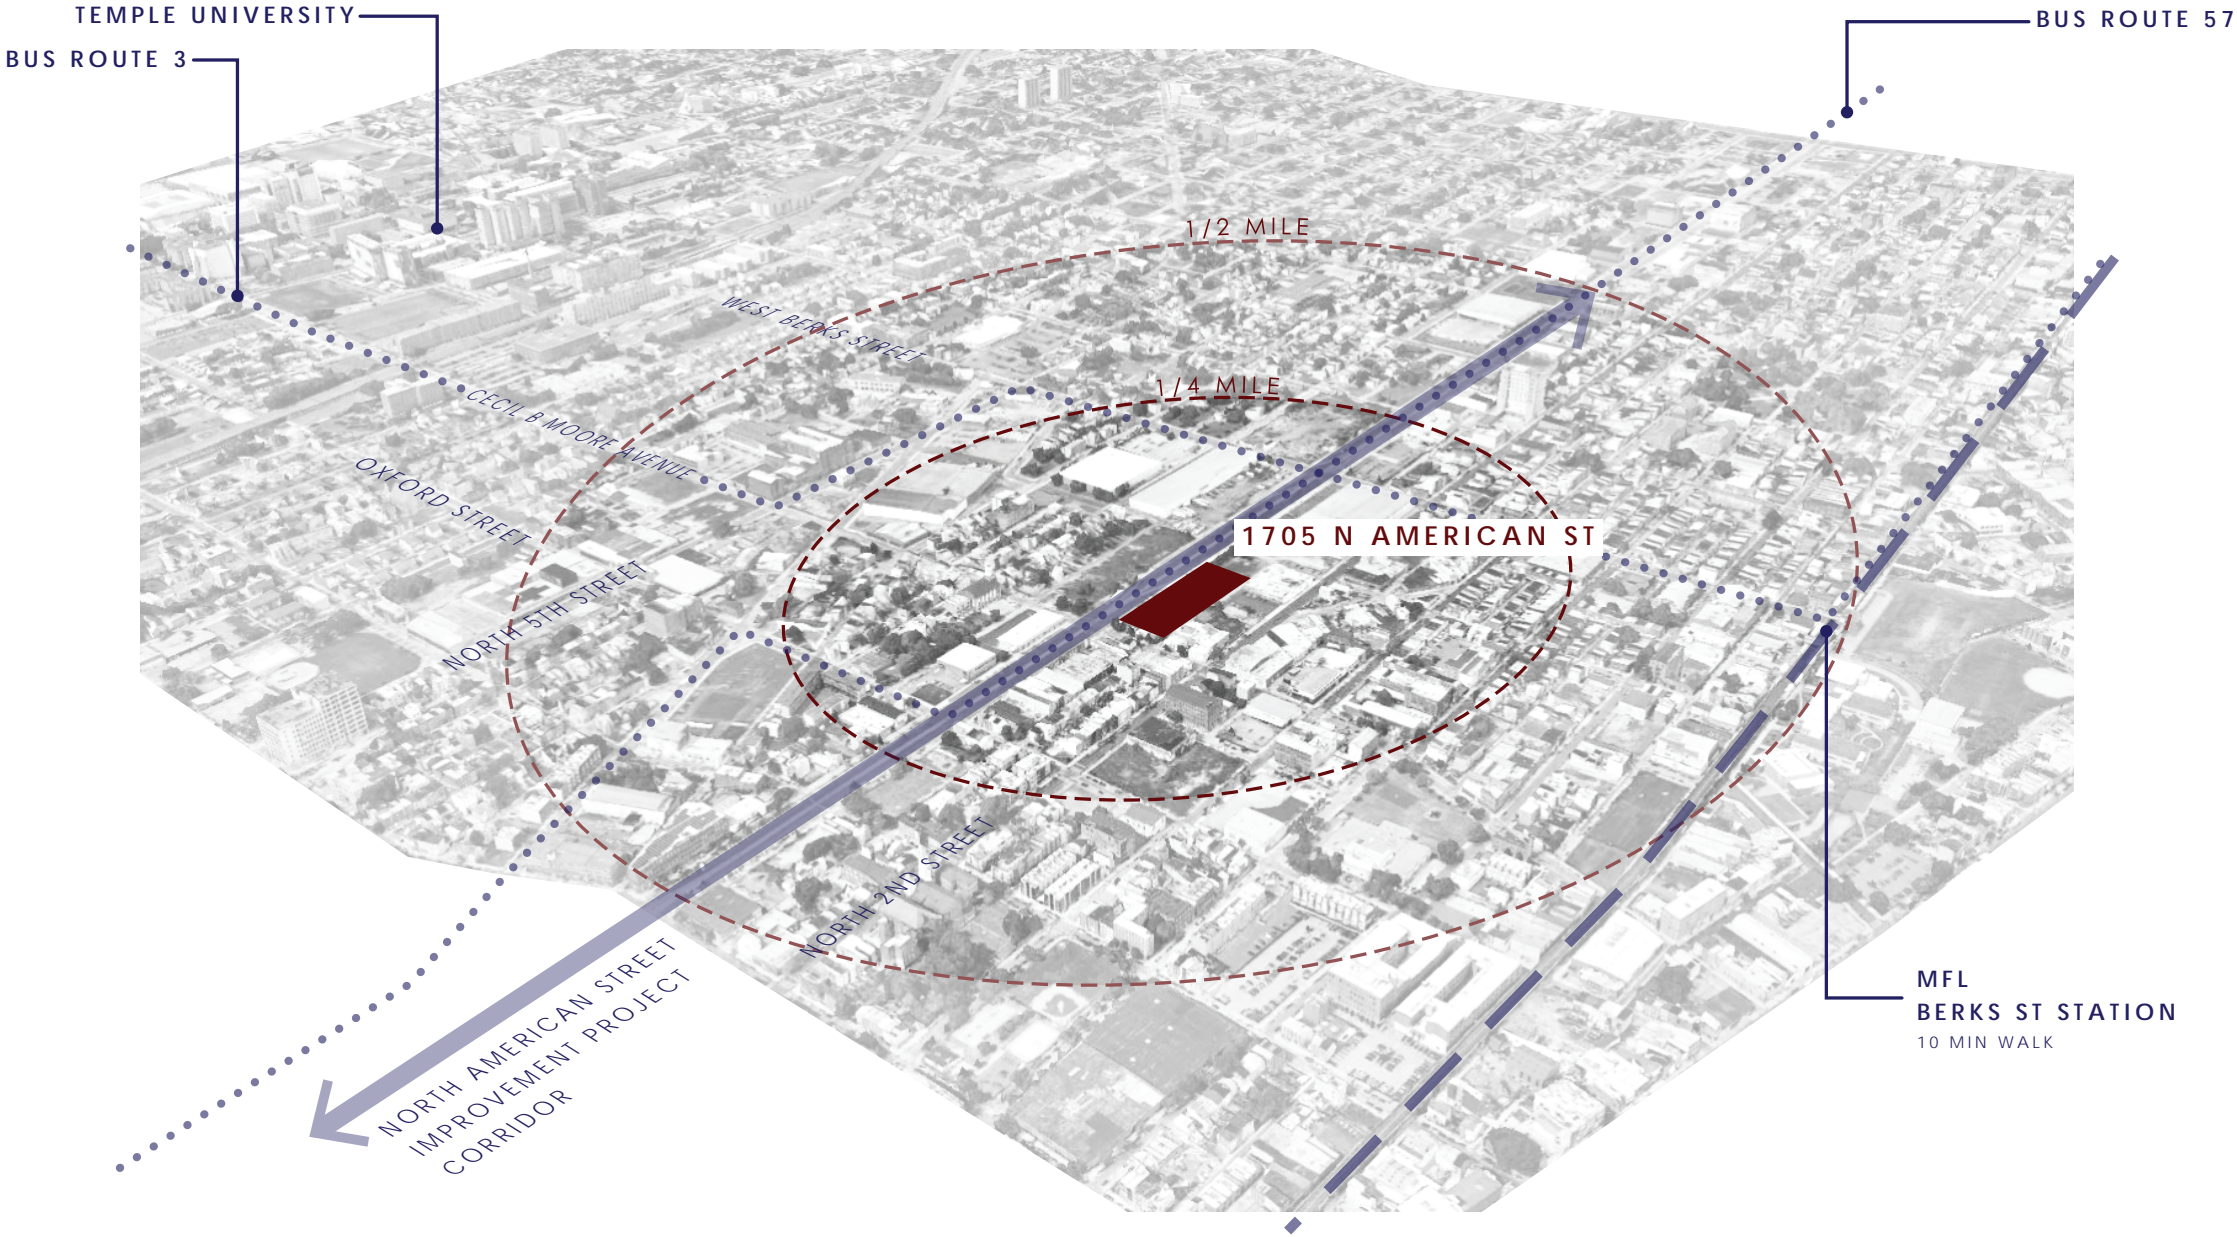 TEMPLE UNIVERSITY
BUS ROUTE 57
BUS ROUTE 3
1/2 MILE
WEST BERKS STREET
1/4 MILE
CECIL B MOORE AVENUE
OXFORD STREET
1705 N AMERICAN ST
NORTH 5TH STREET
NORTH 2ND STREET
NORTH AMERICAN STREET
IMPROVEMENT PROJECT
CORRIDOR
MFL
BERKS ST STATION
10 MIN WALK